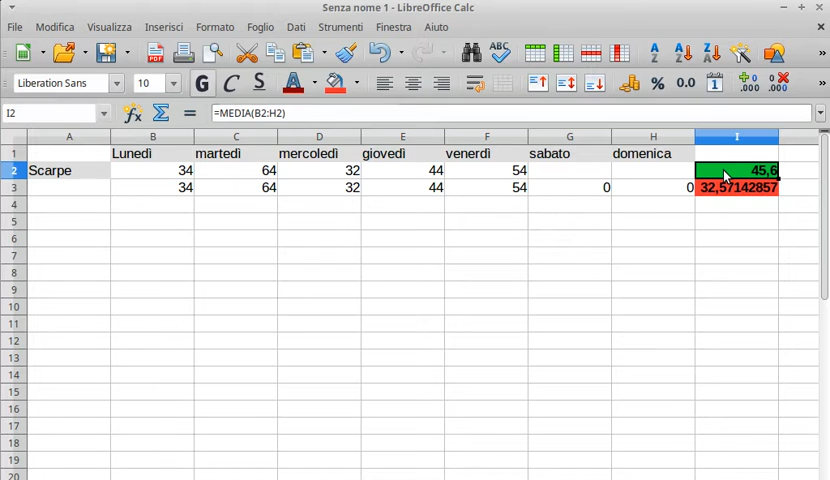 Senza nome 1 - LibreOffice Calc
File Modifica Visualizza Inserisci Formato Foglio Dati Strumenti Finestra Aiuto
Liberation Sans 10 G C S A % 0.0 1
I2 =MEDIA(B2:H2)
A B C D E F G H I
1 Lunedì martedì mercoledì giovedì venerdì sabato domenica
2 Scarpe 34 64 32 44 54 45,6
3 34 64 32 44 54 0 0 32,57142857
4
5
6
7
8
9
10
11
12
13
14
15
16
17
18
19
20